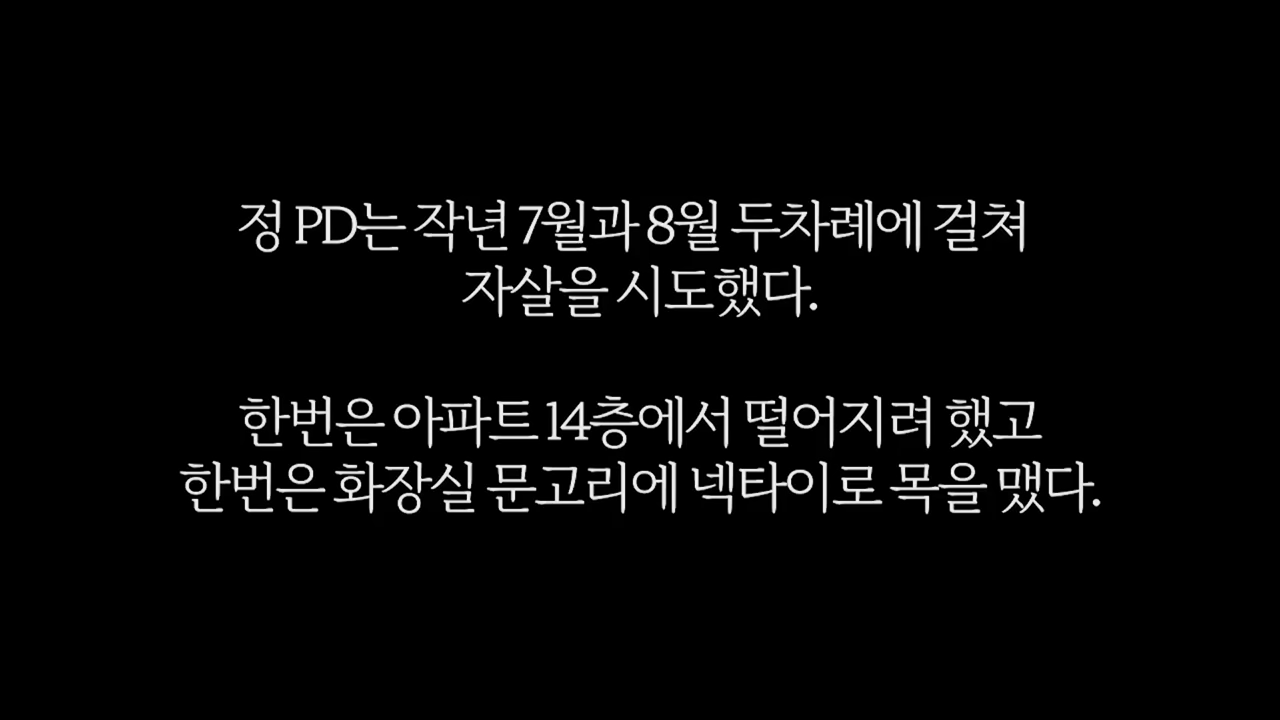 정 PD는 작년 7월과 8월 두차례에 걸쳐
자살을 시도했다.
한번은 아파트 14층에서 떨어지려 했고
한번은 화장실 문고리에 넥타이로 목을 맸다.